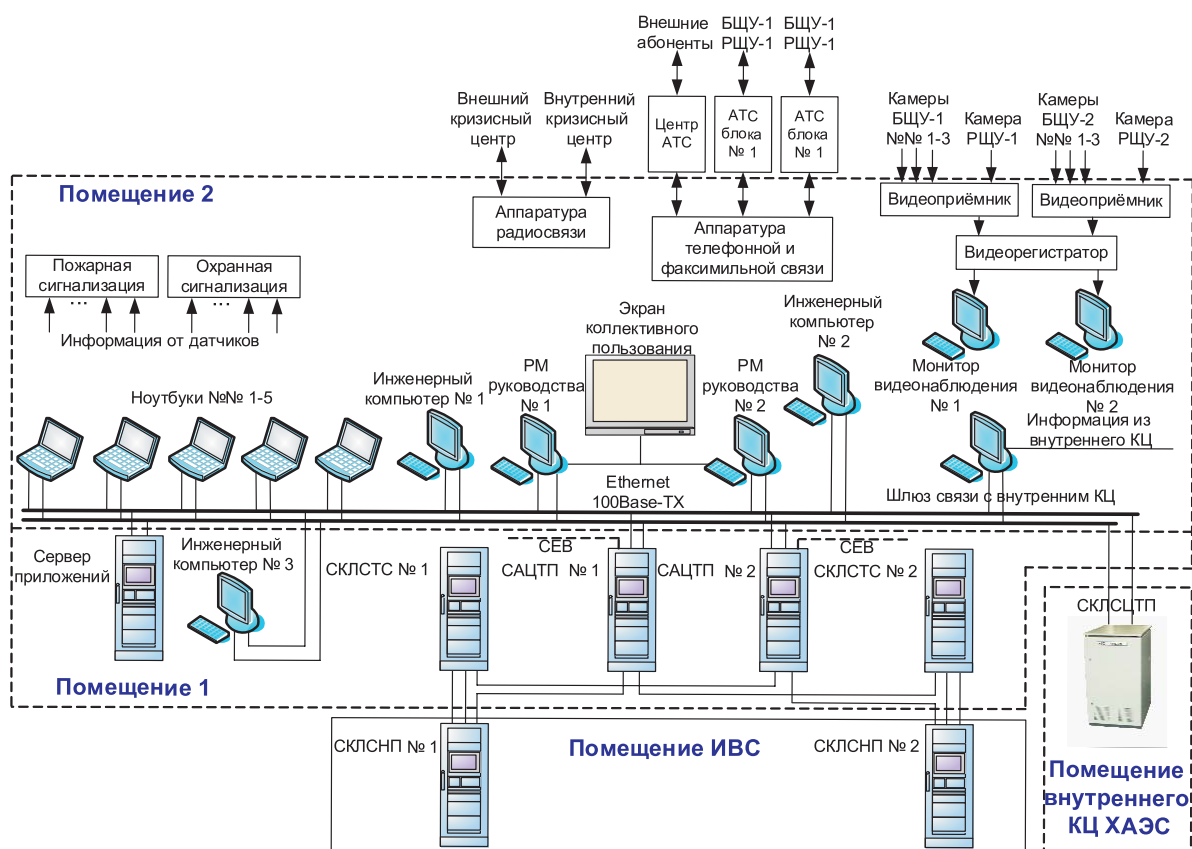 Внешние
абоненты
БЩУ-1
РЩУ-1
БЩУ-1
РЩУ-1
Внешний
кризисный
центр
Внутренний
кризисный
центр
Центр
АТС
АТС
блока
№ 1
АТС
блока
№ 1
Камеры
БЩУ-1
№№ 1-3
Камера
РЩУ-1
Камеры
БЩУ-2
№№ 1-3
Камера
РЩУ-2
Помещение 2
Аппаратура
радиосвязи
Аппаратура
телефонной и
факсимильной связи
Видеоприёмник
Видеоприёмник
Видеорегистратор
Пожарная
сигнализация
...
Охранная
сигнализация
...
Информация от датчиков
Экран
коллективного
пользования
Инженерный
компьютер
№ 2
Монитор
видеонаблюдения
№ 1
Монитор
видеонаблюдения
№ 2
Ноутбуки №№ 1-5
Инженерный
компьютер № 1
РМ
руководства
№ 1
РМ
руководства
№ 2
Информация из
внутреннего КЦ
Ethernet
100Base-TX
Шлюз связи с внутренним КЦ
Сервер
приложений
Инженерный
компьютер № 3
СКЛСТС № 1
СЕВ
САЦТП № 1
САЦТП № 2
СЕВ
СКЛСТС № 2
СКЛСЦТП
Помещение 1
СКЛСНП № 1
Помещение ИВС
СКЛСНП № 2
Помещение
внутреннего
КЦ ХАЭС